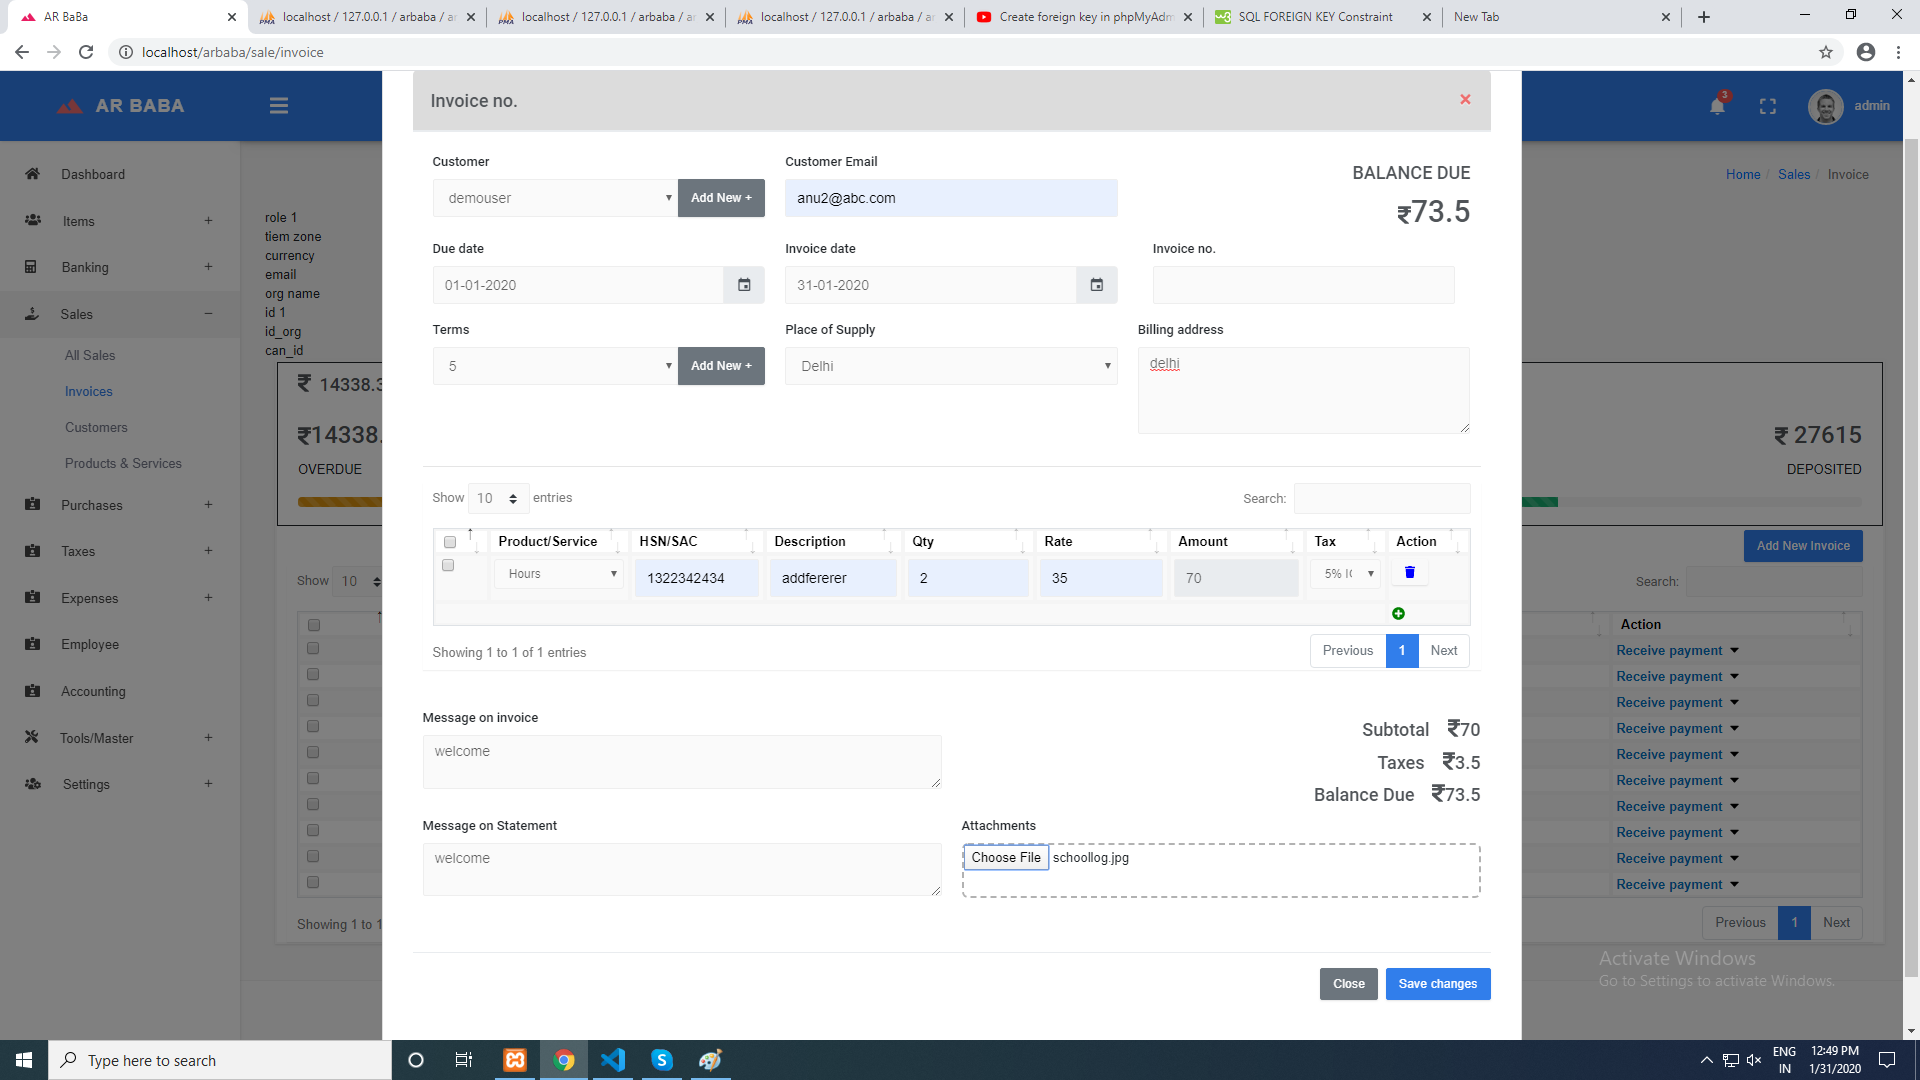 AR BaBa
localhost / 127.0.0.1 / arbaba / ar
localhost / 127.0.0.1 / arbaba / ar
localhost / 127.0.0.1 / arbaba / ar
Create foreign key in phpMyAdm
SQL FOREIGN KEY Constraint
New Tab
localhost/arbaba/sale/invoice
AR BABA
Invoice no.
3
admin
Dashboard
Items
Banking
Sales
All Sales
Invoices
Customers
Products & Services
Purchases
Taxes
Expenses
Employee
Accounting
Tools/Master
Settings
role 1
tiem zone
currency
email
org name
id 1
id_org
can_id
₹ 14338.3
₹14338.
OVERDUE
Show 10
Showing 1 to 1
Home / Sales / Invoice
₹ 27615
DEPOSITED
Add New Invoice
Search:
Action
Receive payment
Receive payment
Receive payment
Receive payment
Receive payment
Receive payment
Receive payment
Receive payment
Receive payment
Receive payment
Previous 1 Next
Customer
demouser
Add New +
Customer Email
anu2@abc.com
BALANCE DUE
₹73.5
Due date
01-01-2020
Invoice date
31-01-2020
Invoice no.
Terms
5
Add New +
Place of Supply
Delhi
Billing address
delhi
Show 10 entries
Search:
Product/Service HSN/SAC Description Qty Rate Amount Tax Action
Hours 1322342434 addfererer 2 35 70 5% IC
Showing 1 to 1 of 1 entries
Previous 1 Next
Message on invoice
welcome
Subtotal ₹70
Taxes ₹3.5
Balance Due ₹73.5
Message on Statement
welcome
Attachments
Choose File schoollog.jpg
Close
Save changes
Activate Windows
Go to Settings to activate Windows.
Type here to search
ENG
IN
12:49 PM
1/31/2020